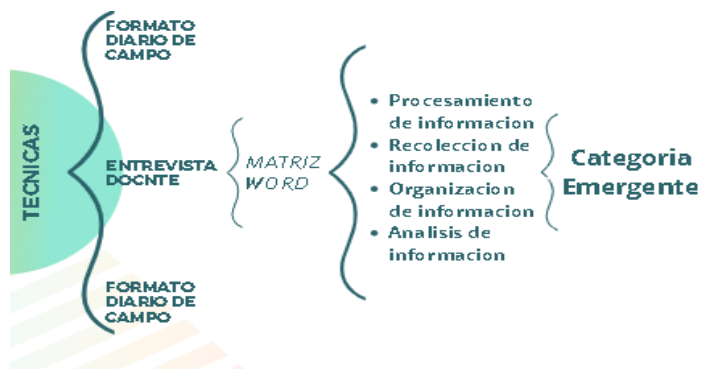 TECNICAS
FORMATO
DIARIO DE
CAMPO
ENTREVISTA
DOCNTE
FORMATO
DIARIO DE
CAMPO
MATRIZ
WORD
• Procesamiento
de informacion
• Recoleccion de
informacion
• Organizacion
de informacion
• Analisis de
informacion
Categoria
Emergente